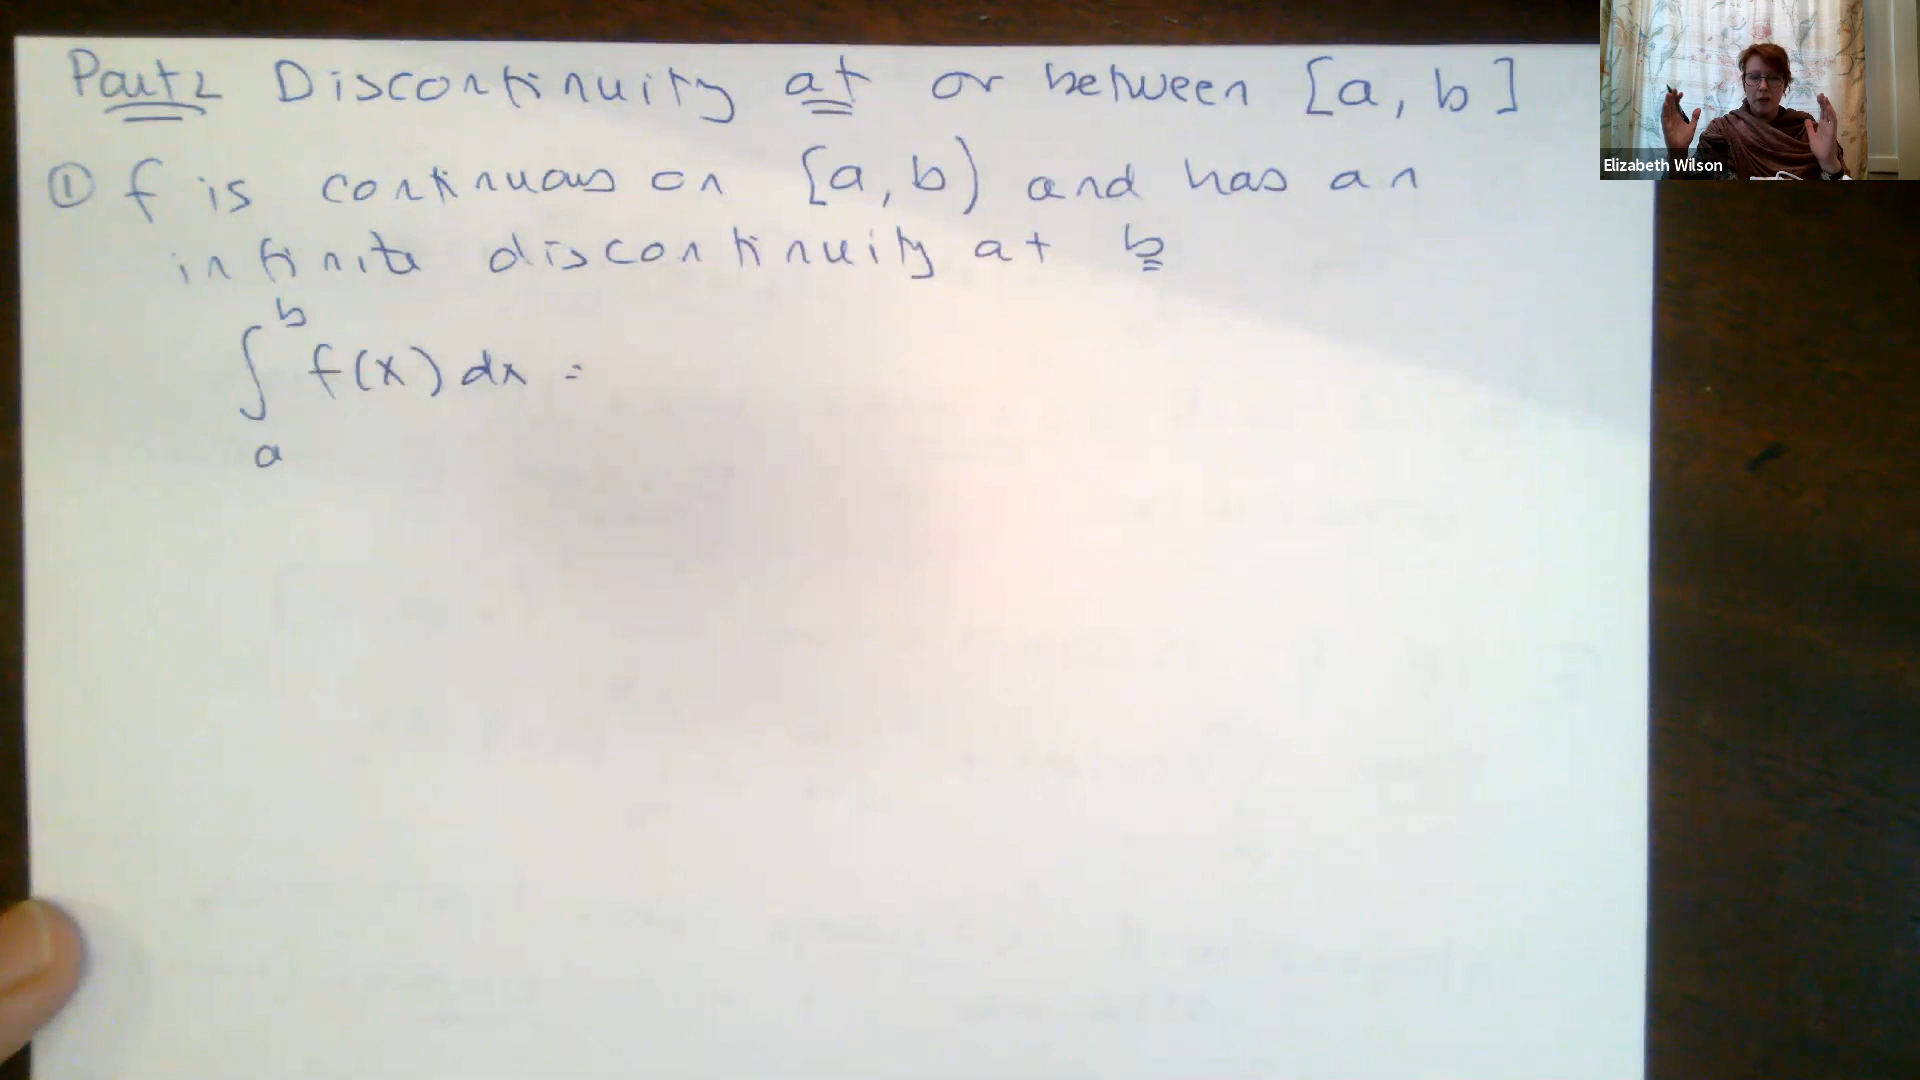 Part 2 Discontinuity at or between [a, b]
① f is continuous on [a, b) and has an
infinite discontinuity at b
∫ₐᵇ f(x) dx =
Elizabeth Wilson